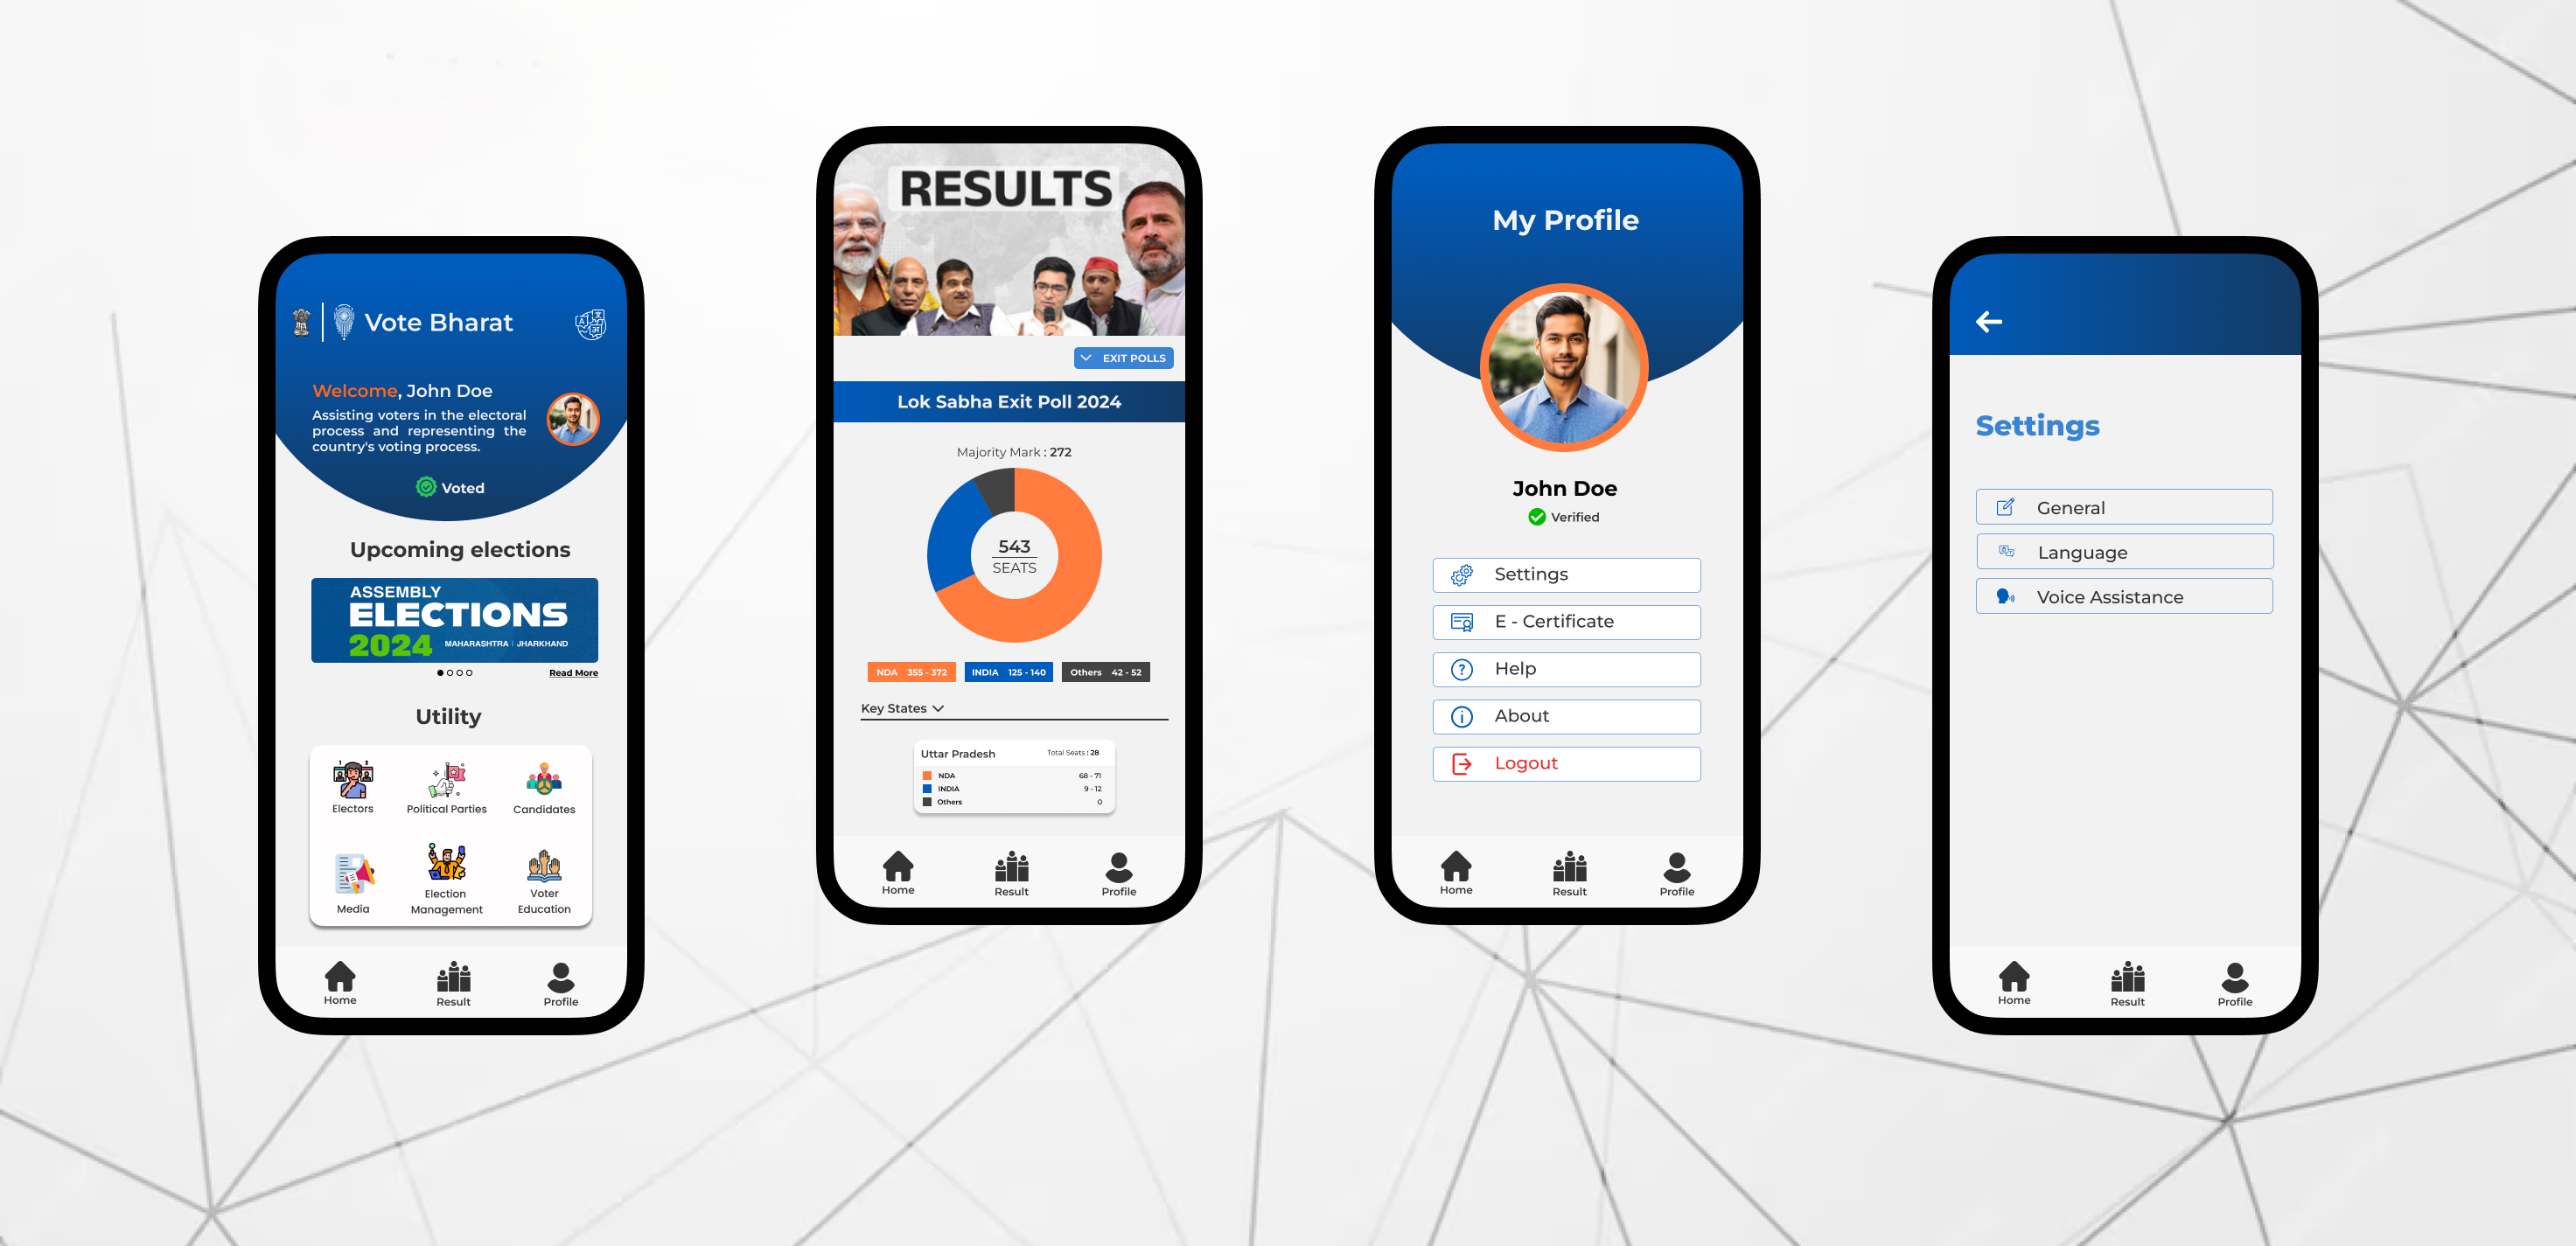 Vote Bharat
Welcome, John Doe
Assisting voters in the electoral
process and representing the
country's voting process.
Voted
Upcoming elections
ASSEMBLY
ELECTIONS
2024 MAHARASHTRA | JHARKHAND
Read More
Utility
Electors
Political Parties
Candidates
Media
Election
Management
Voter
Education
Home
Result
Profile
RESULTS
EXIT POLLS
Lok Sabha Exit Poll 2024
Majority Mark : 272
543
SEATS
NDA 355 - 372
INDIA 125 - 140
Others 42 - 52
Key States
Uttar Pradesh Total Seats : 28
NDA 68 - 71
INDIA 9 - 12
Others 0
Home
Result
Profile
My Profile
John Doe
Verified
Settings
E - Certificate
Help
About
Logout
Home
Result
Profile
Settings
General
Language
Voice Assistance
Home
Result
Profile